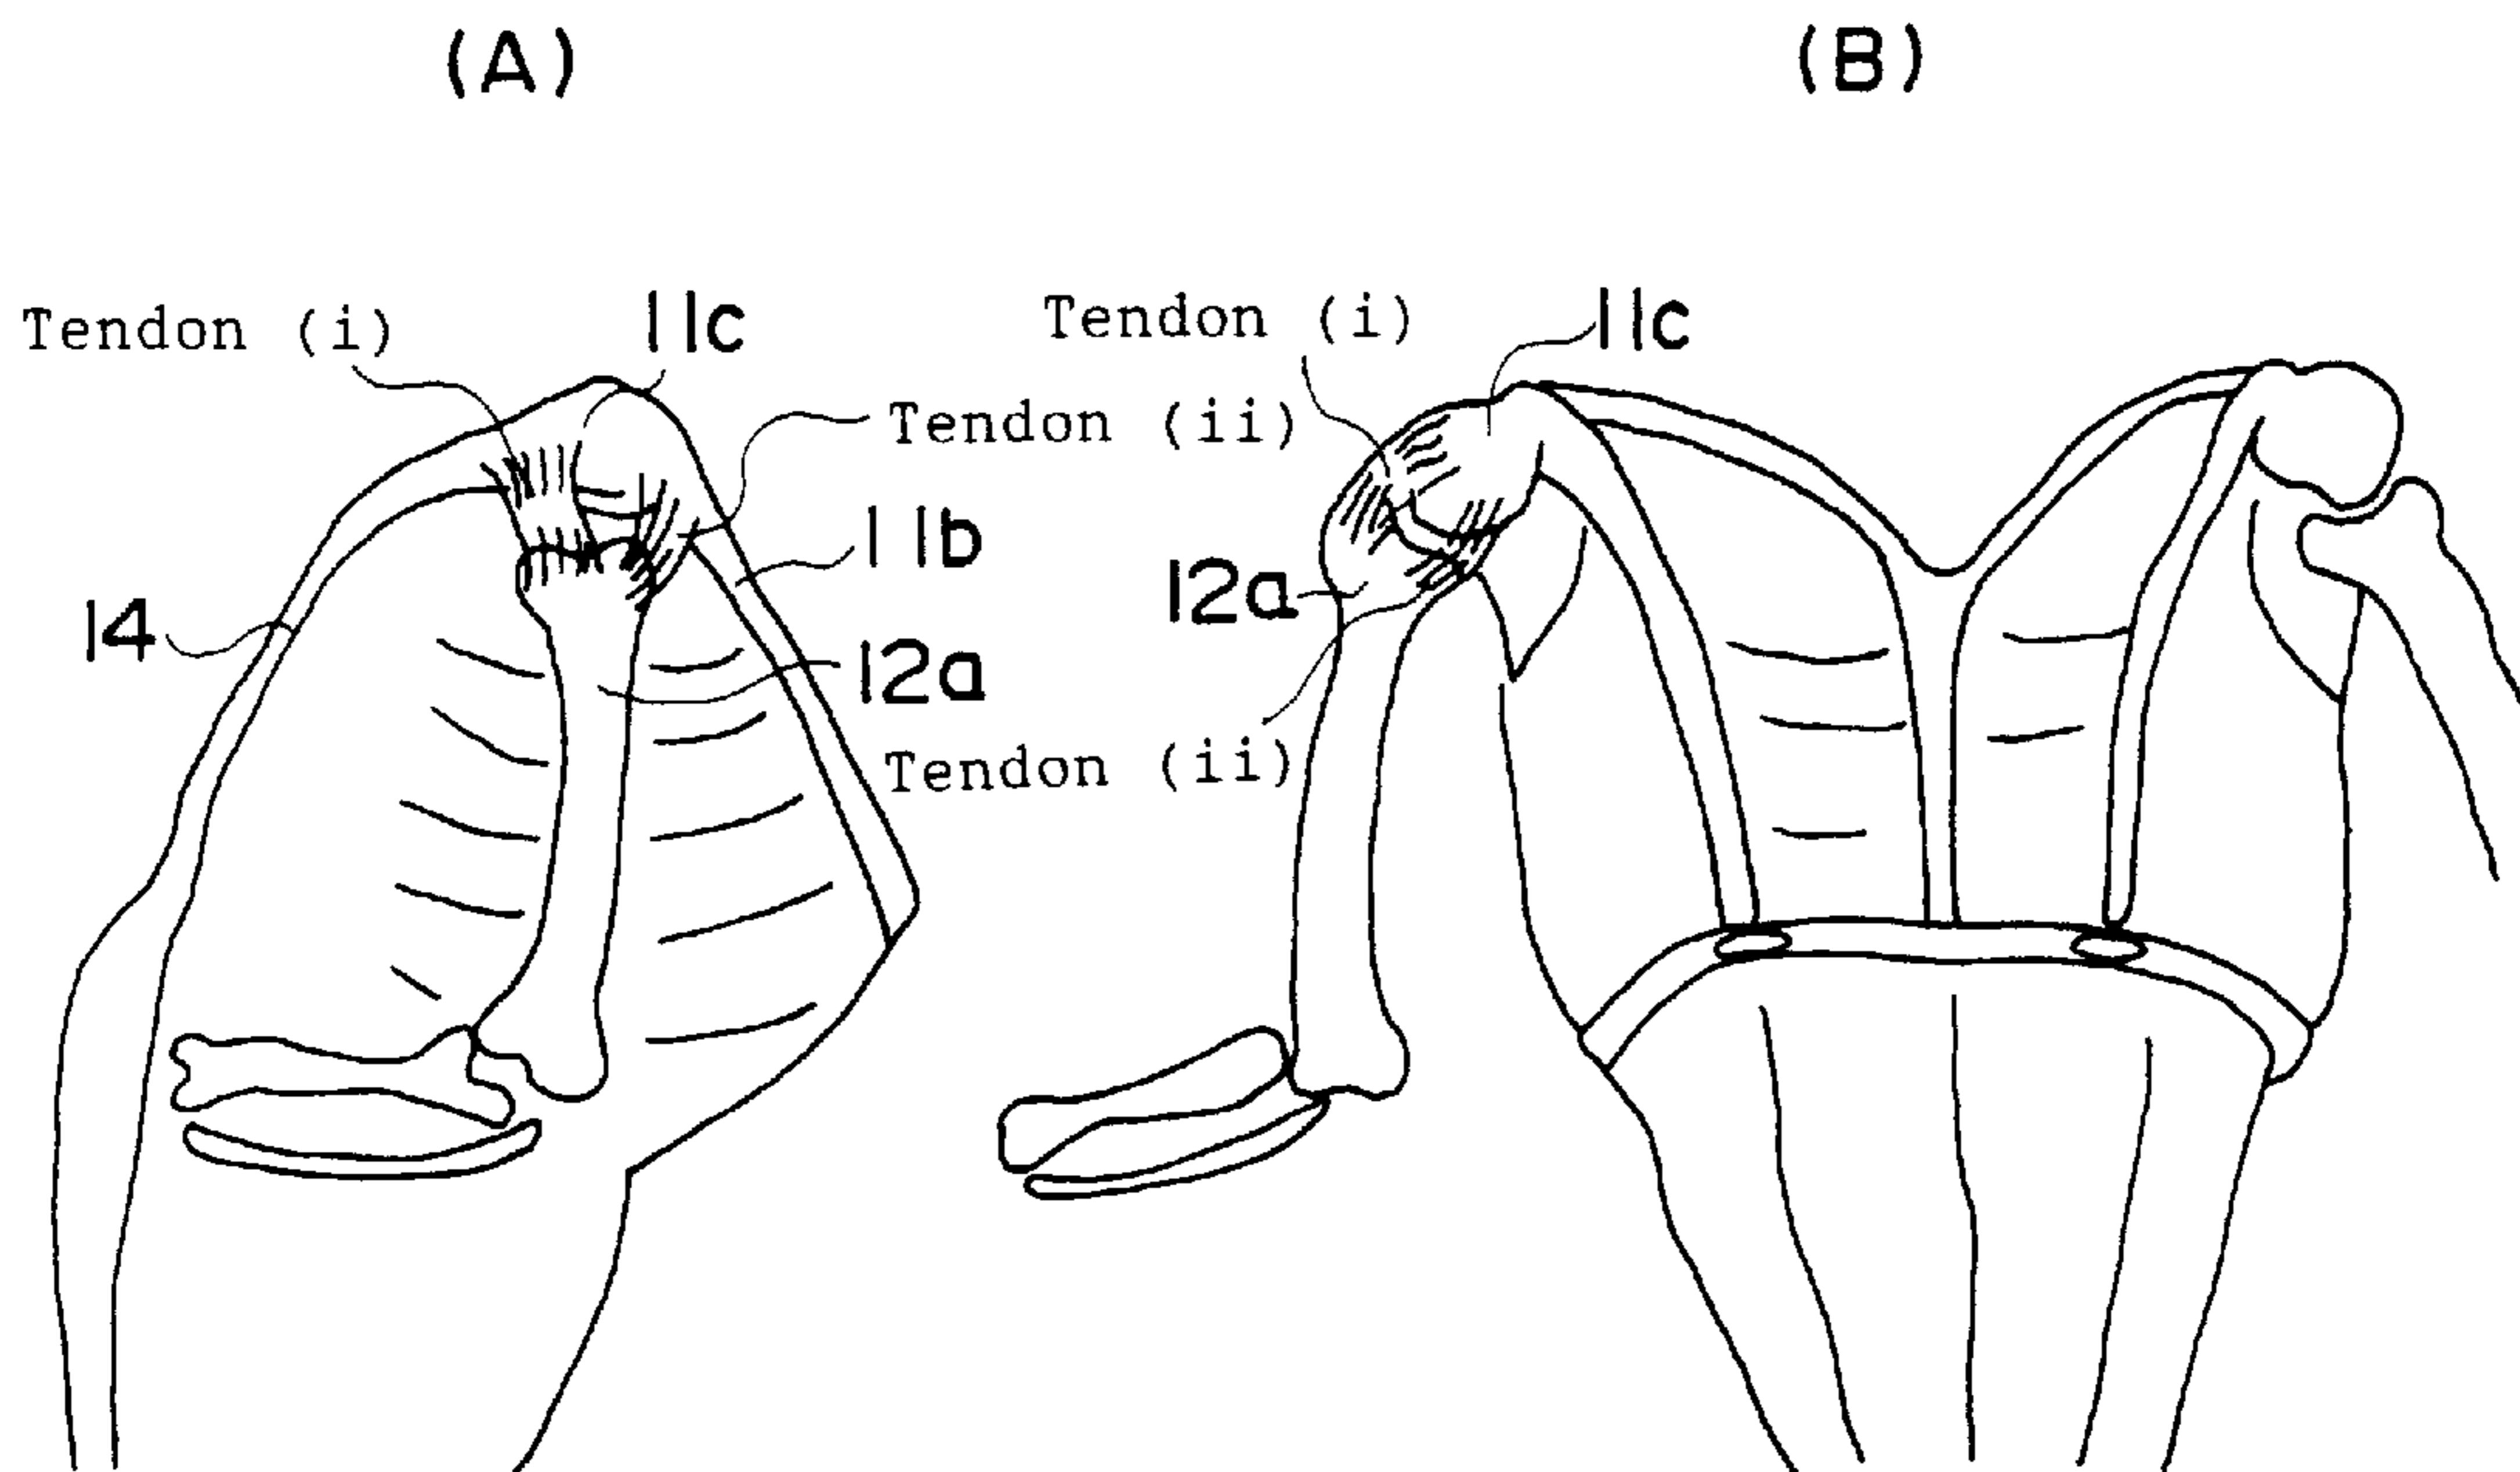 (A)
(B)
Tendon (i)
11c
Tendon (i)
11c
Tendon (ii)
11b
12a
14
12a
Tendon (ii)